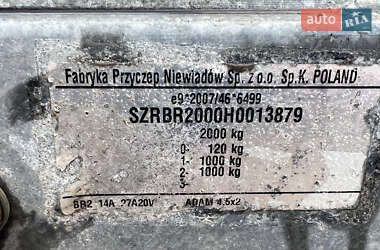 auto RIA
Fabryka Przyczep Niewiadów Sp. z o.o. Sp.K. POLAND
e9*2007/46*6499
SZRBR2000H0013879
2000 kg
0- 120 kg
1- 1000 kg
2- 1000 kg
3-
BR2 14A 27A20V ADAM 4,5x2